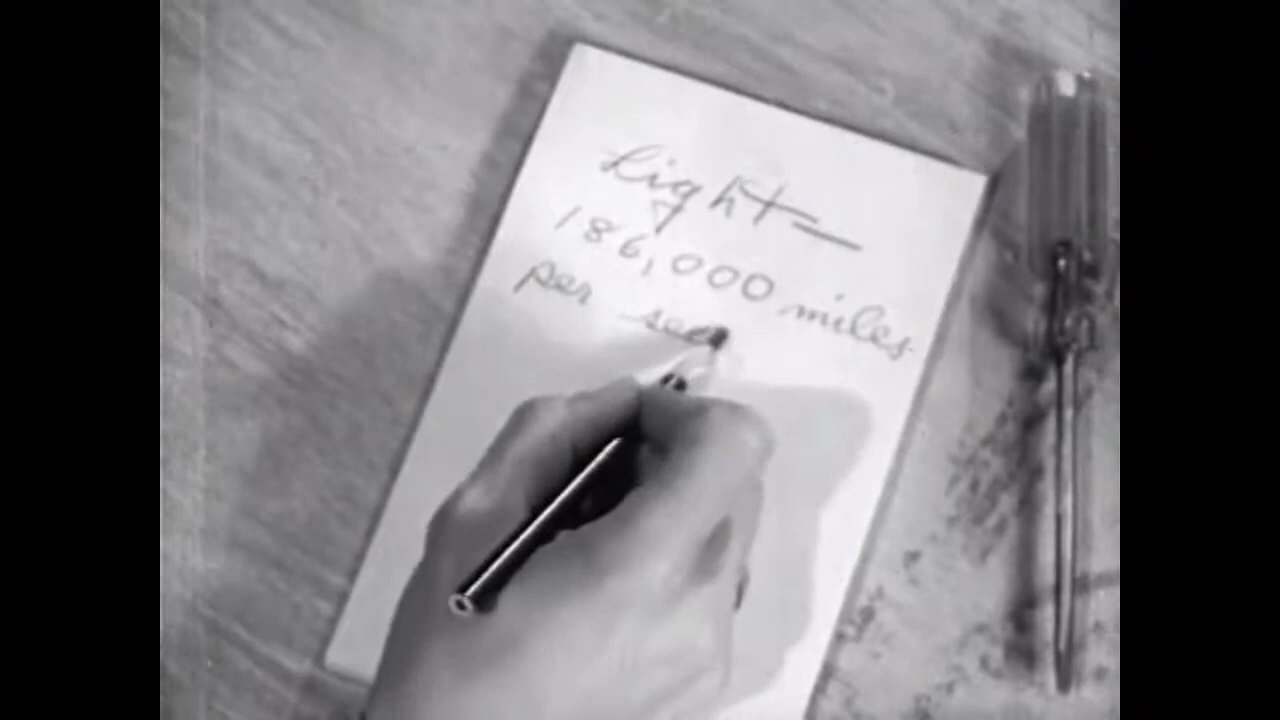 Light —
186,000 miles
per sec